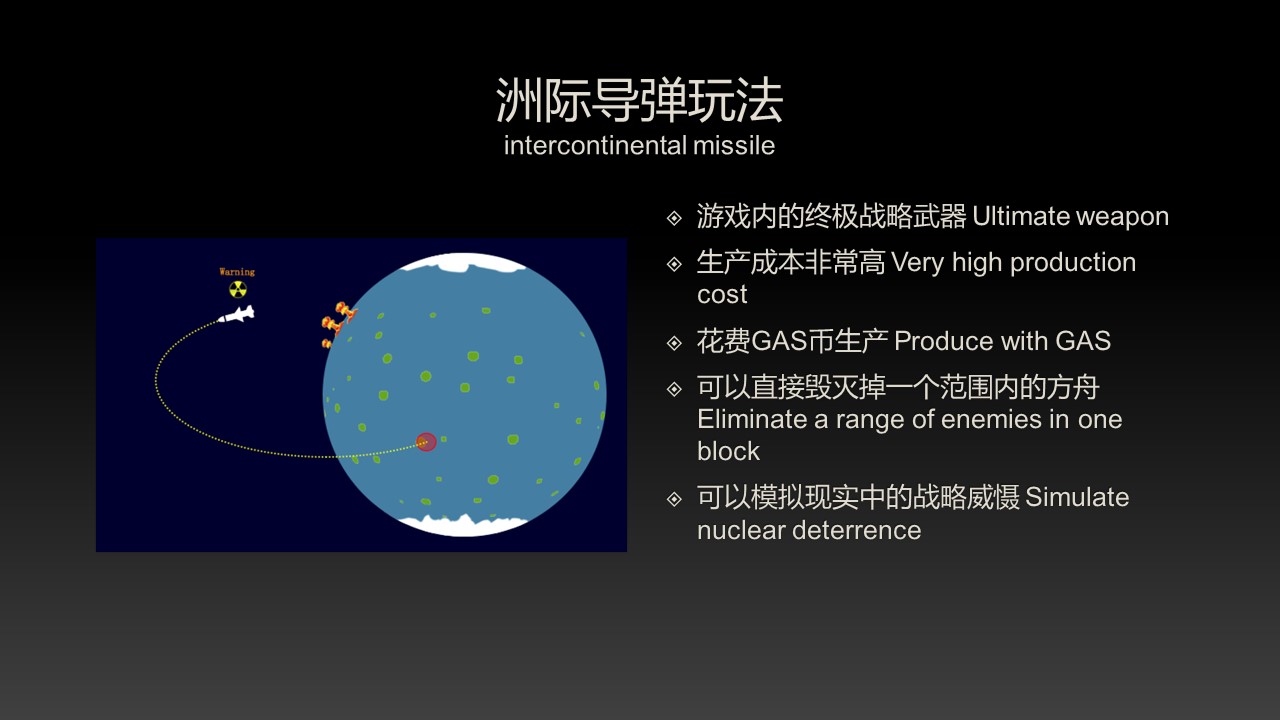 洲际导弹玩法
intercontinental missile
Warning
游戏内的终极战略武器 Ultimate weapon
生产成本非常高 Very high production
cost
花费GAS币生产 Produce with GAS
可以直接毁灭掉一个范围内的方舟
Eliminate a range of enemies in one
block
可以模拟现实中的战略威慑 Simulate
nuclear deterrence